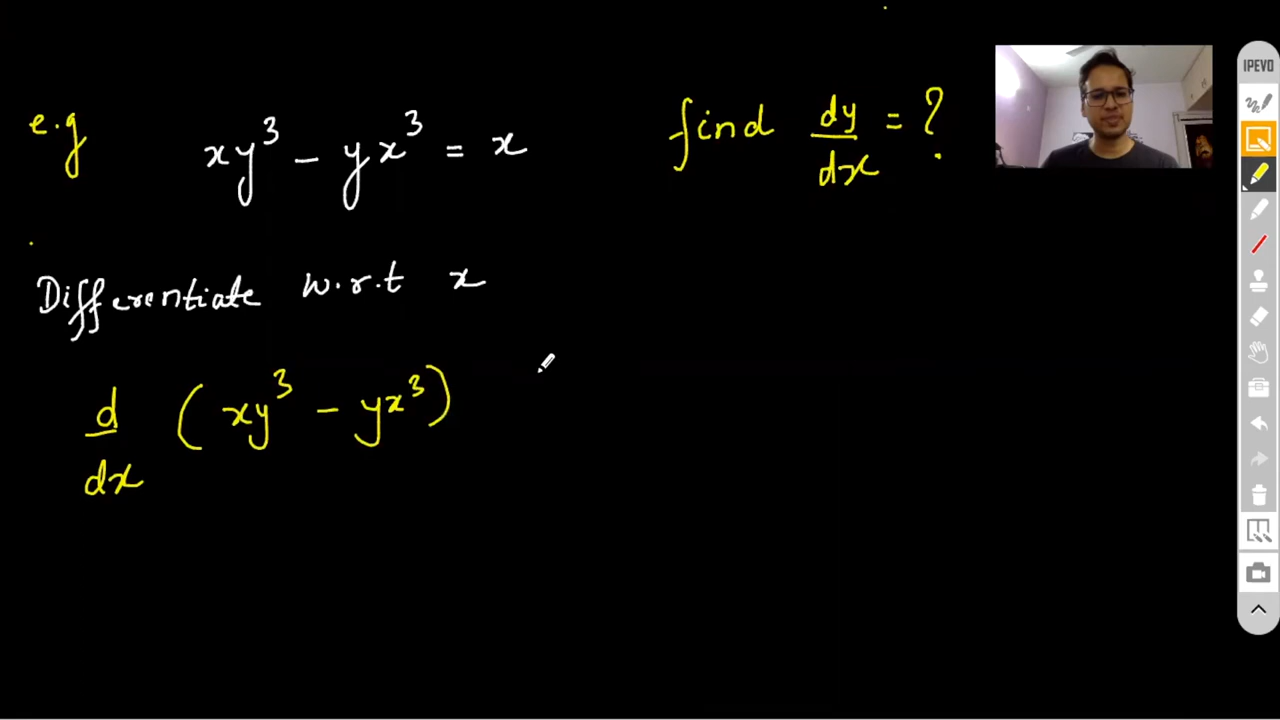 e.g xy³ - yx³ = x find dy/dx = ?
Differentiate w.r.t x
d/dx (xy³ - yx³)
IPEVO